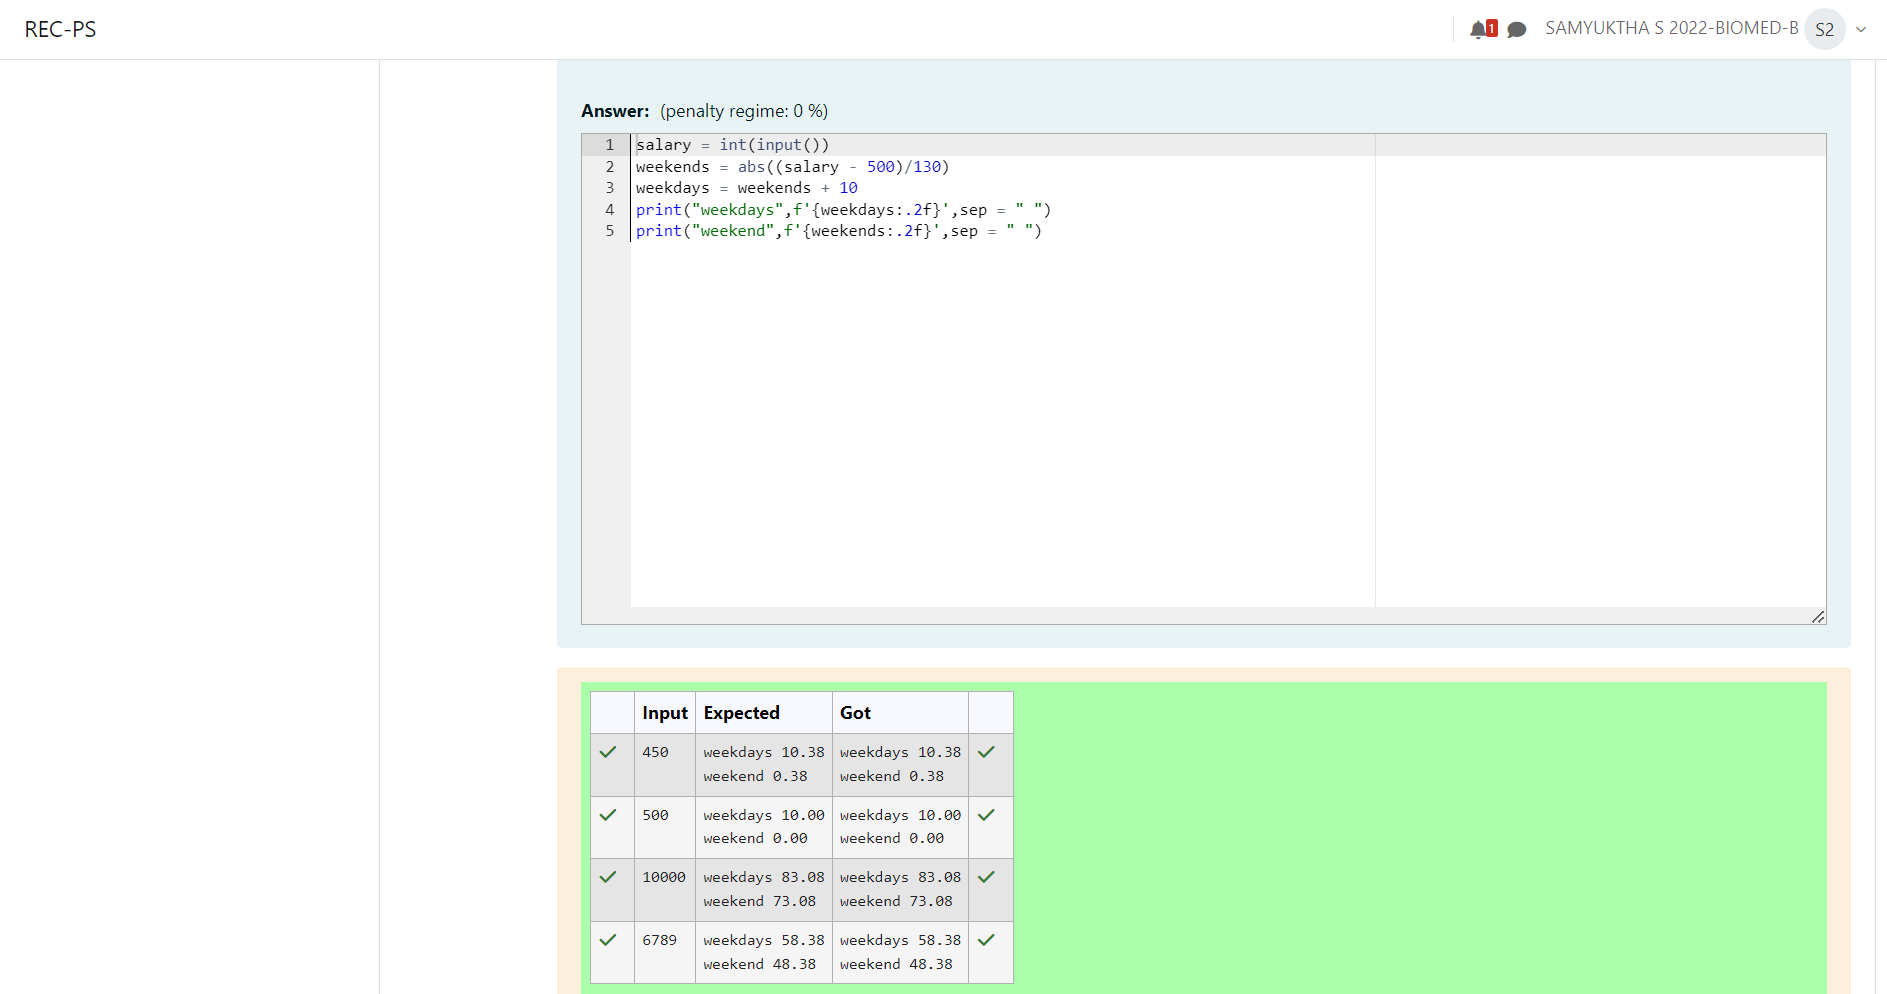 REC-PS
1
SAMYUKTHA S 2022-BIOMED-B
S2
Answer: (penalty regime: 0 %)
1 salary = int(input())
2 weekends = abs((salary - 500)/130)
3 weekdays = weekends + 10
4 print("weekdays",f'{weekdays:.2f}',sep = " ")
5 print("weekend",f'{weekends:.2f}',sep = " ")
Input Expected Got
450 weekdays 10.38 weekdays 10.38
weekend 0.38 weekend 0.38
500 weekdays 10.00 weekdays 10.00
weekend 0.00 weekend 0.00
10000 weekdays 83.08 weekdays 83.08
weekend 73.08 weekend 73.08
6789 weekdays 58.38 weekdays 58.38
weekend 48.38 weekend 48.38